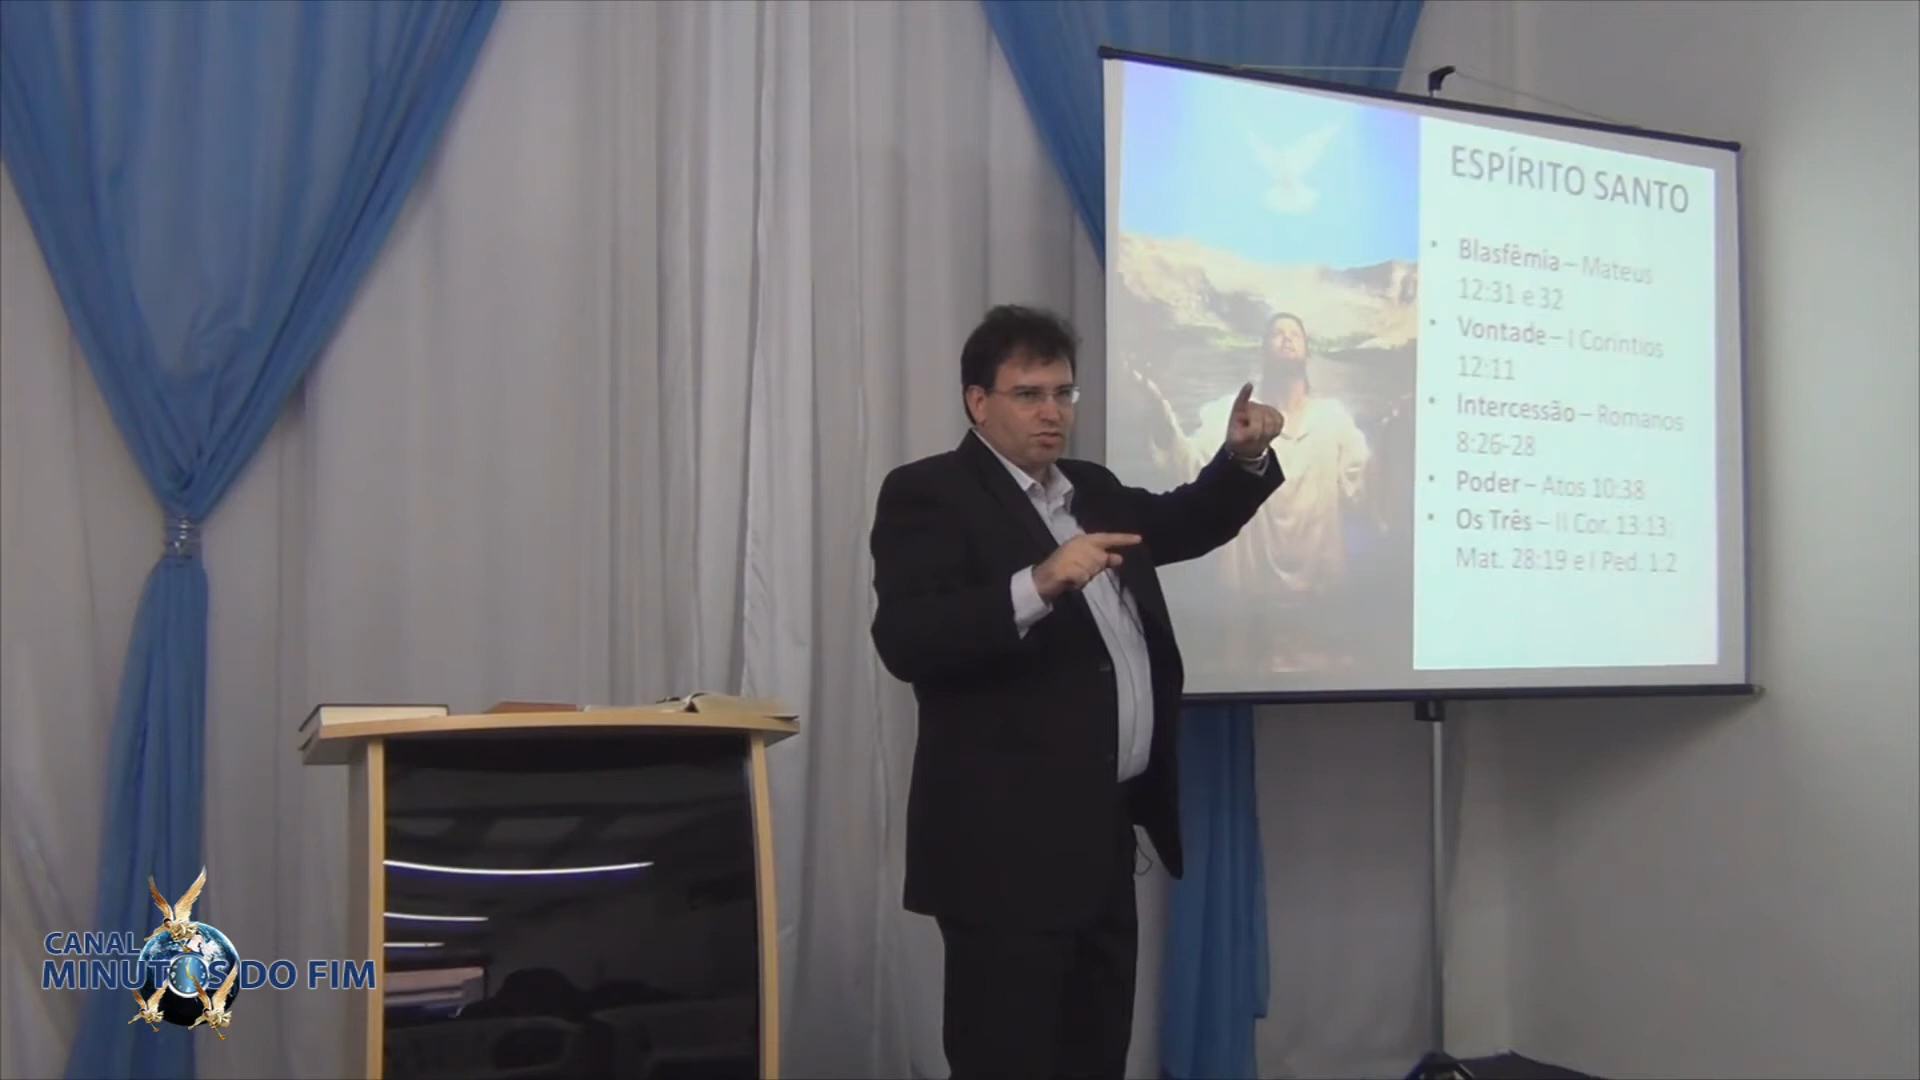 ESPÍRITO SANTO
• Blasfêmia – Mateus
12:31 e 32
• Vontade – I Coríntios
12:11
• Intercessão – Romanos
8:26-28
• Poder – Atos 10:38
• Os Três – II Cor. 13:13;
Mat. 28:19 e I Ped. 1:2
CANAL
MINUTOS DO FIM